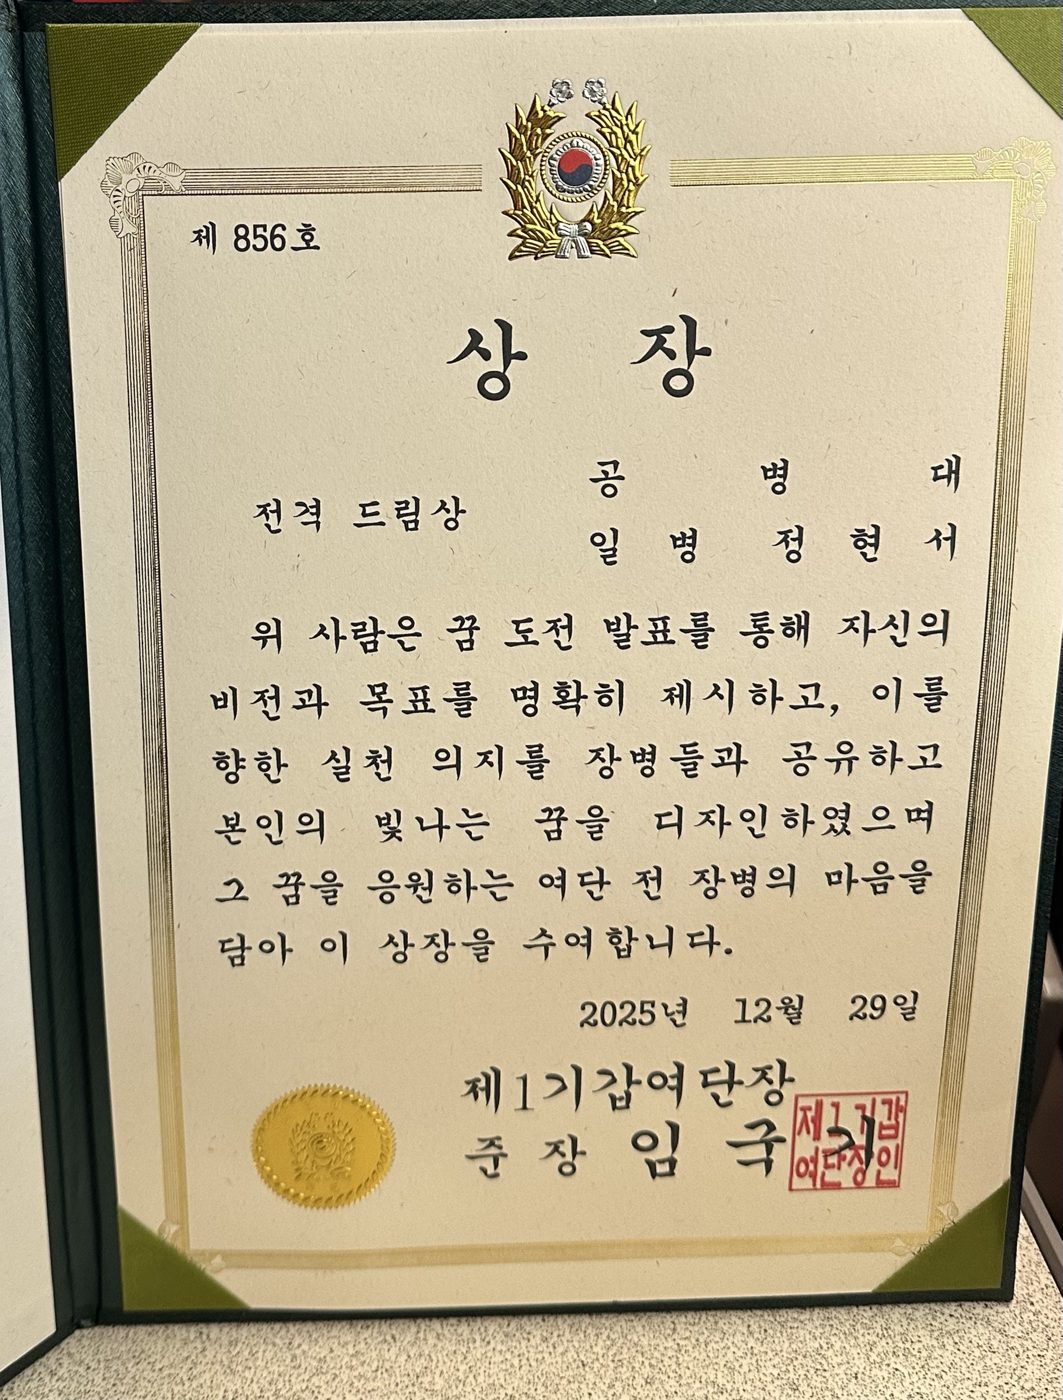 제 856호
상 장
전격 드림상
공 병 대
일 병 정 현 서
위 사람은 꿈 도전 발표를 통해 자신의
비전과 목표를 명확히 제시하고, 이를
향한 실천 의지를 장병들과 공유하고
본인의 빛나는 꿈을 디자인하였으며
그 꿈을 응원하는 여단 전 장병의 마음을
담아 이 상장을 수여합니다.
2025년 12월 29일
제1기갑여단장
준 장 임 국 기
제1기갑
여단장인